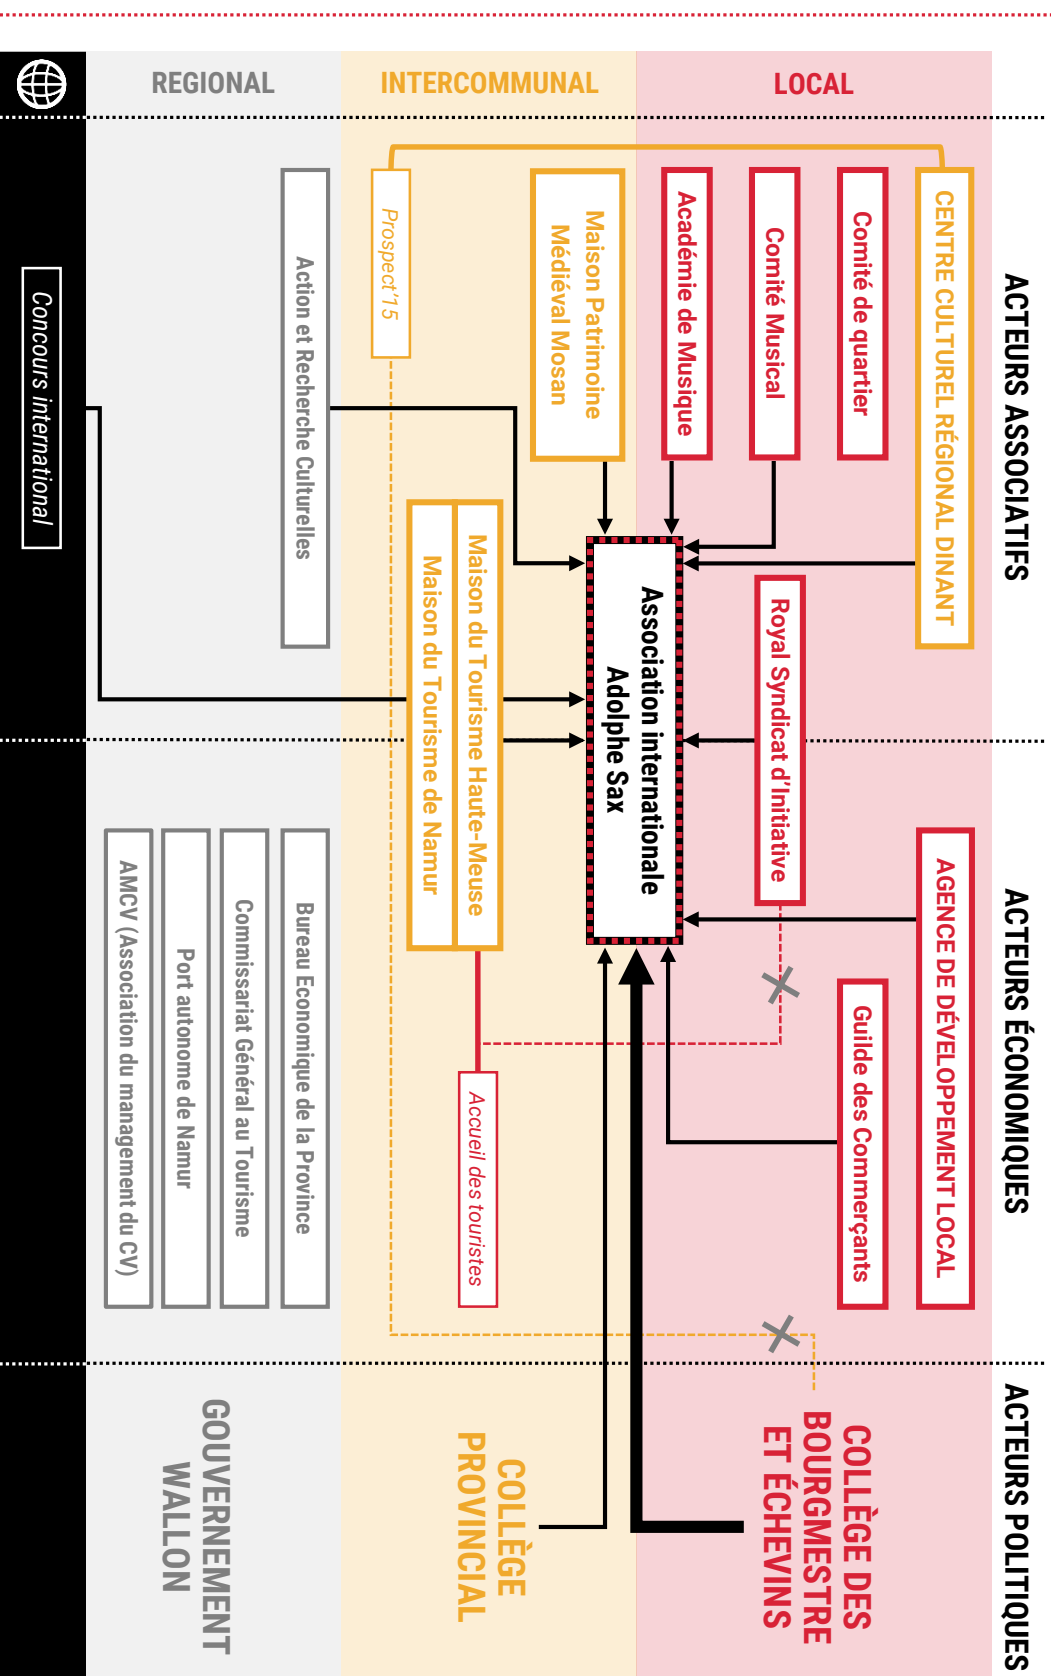 REGIONAL
INTERCOMMUNAL
LOCAL
ACTEURS ASSOCIATIFS
CENTRE CULTUREL RÉGIONAL DINANT
Comité de quartier
Comité Musical
Académie de Musique
Maison Patrimoine
Médiéval Mosan
Prospect'15
Action et Recherche Culturelles
Concours international
Royal Syndicat d'Initiative
Association internationale
Adolphe Sax
Maison du Tourisme Haute-Meuse
Maison du Tourisme de Namur
ACTEURS ÉCONOMIQUES
AGENCE DE DÉVELOPPEMENT LOCAL
Guilde des Commerçants
Accueil des touristes
Bureau Economique de la Province
Commissariat Général au Tourisme
Port autonome de Namur
AMCV (Association du management du CV)
ACTEURS POLITIQUES
COLLÈGE DES
BOURGMESTRE
ET ÉCHEVINS
COLLÈGE
PROVINCIAL
GOUVERNEMENT
WALLON